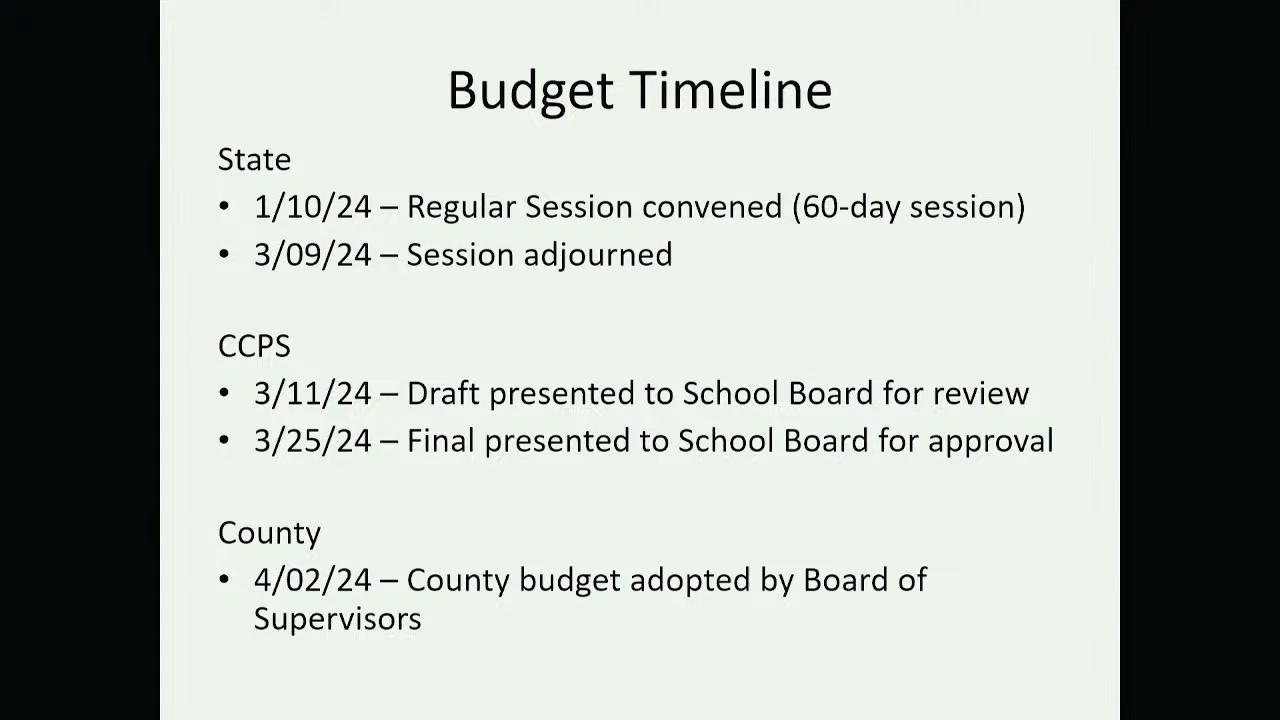 Budget Timeline
State
• 1/10/24 – Regular Session convened (60-day session)
• 3/09/24 – Session adjourned
CCPS
• 3/11/24 – Draft presented to School Board for review
• 3/25/24 – Final presented to School Board for approval
County
• 4/02/24 – County budget adopted by Board of
Supervisors